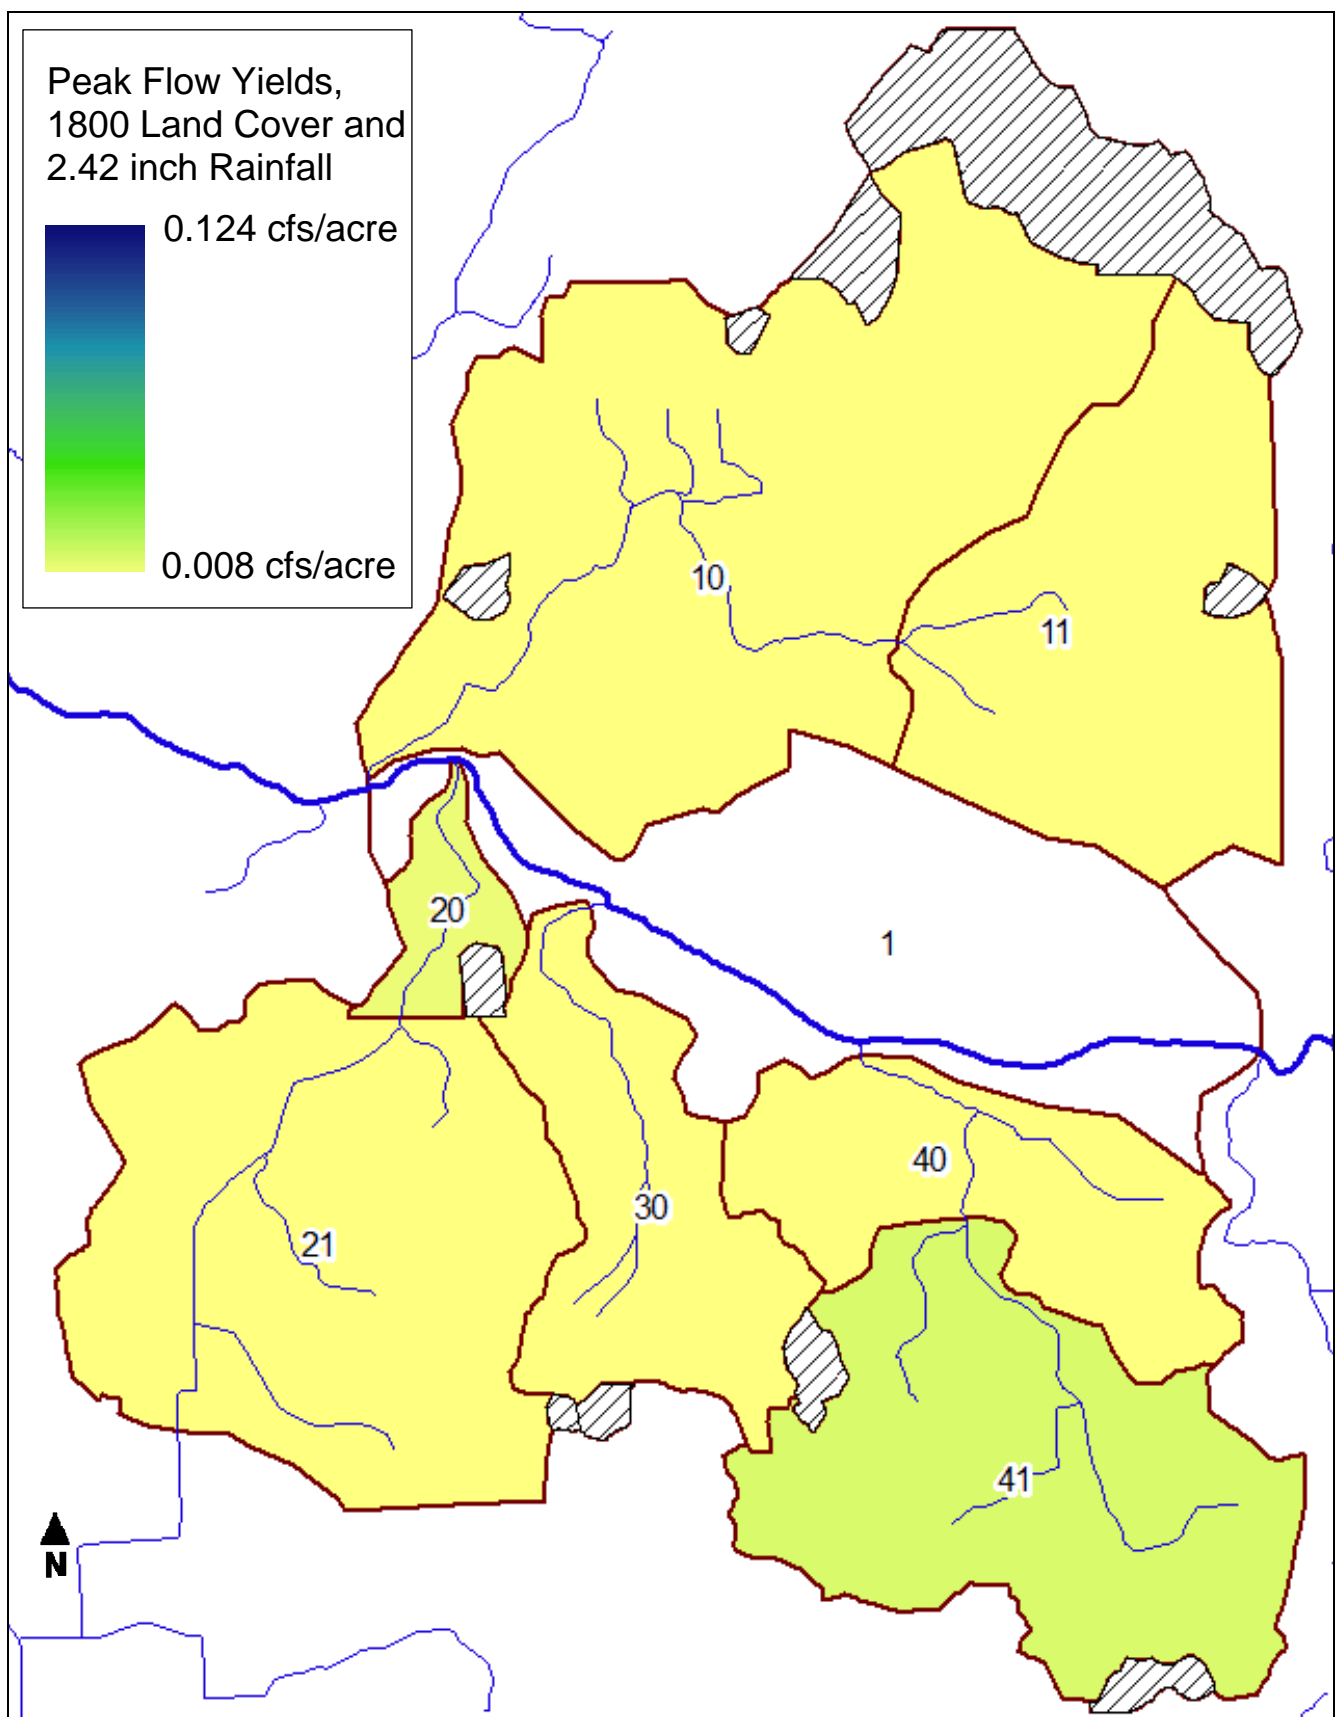 Peak Flow Yields,
1800 Land Cover and
2.42 inch Rainfall
0.124 cfs/acre
0.008 cfs/acre
10
11
20
1
40
30
21
41
N